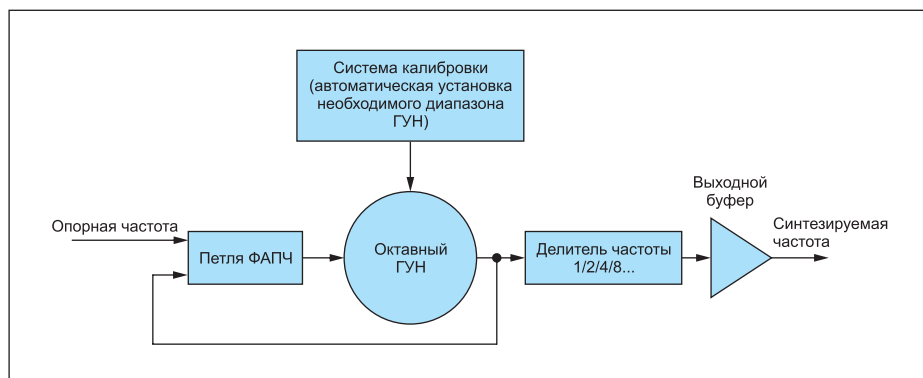 Система калибровки
(автоматическая установка
необходимого диапазона
ГУН)
Выходной
буфер
Опорная частота
Синтезируемая
частота
Петля ФАПЧ
Октавный
ГУН
Делитель частоты
1/2/4/8...